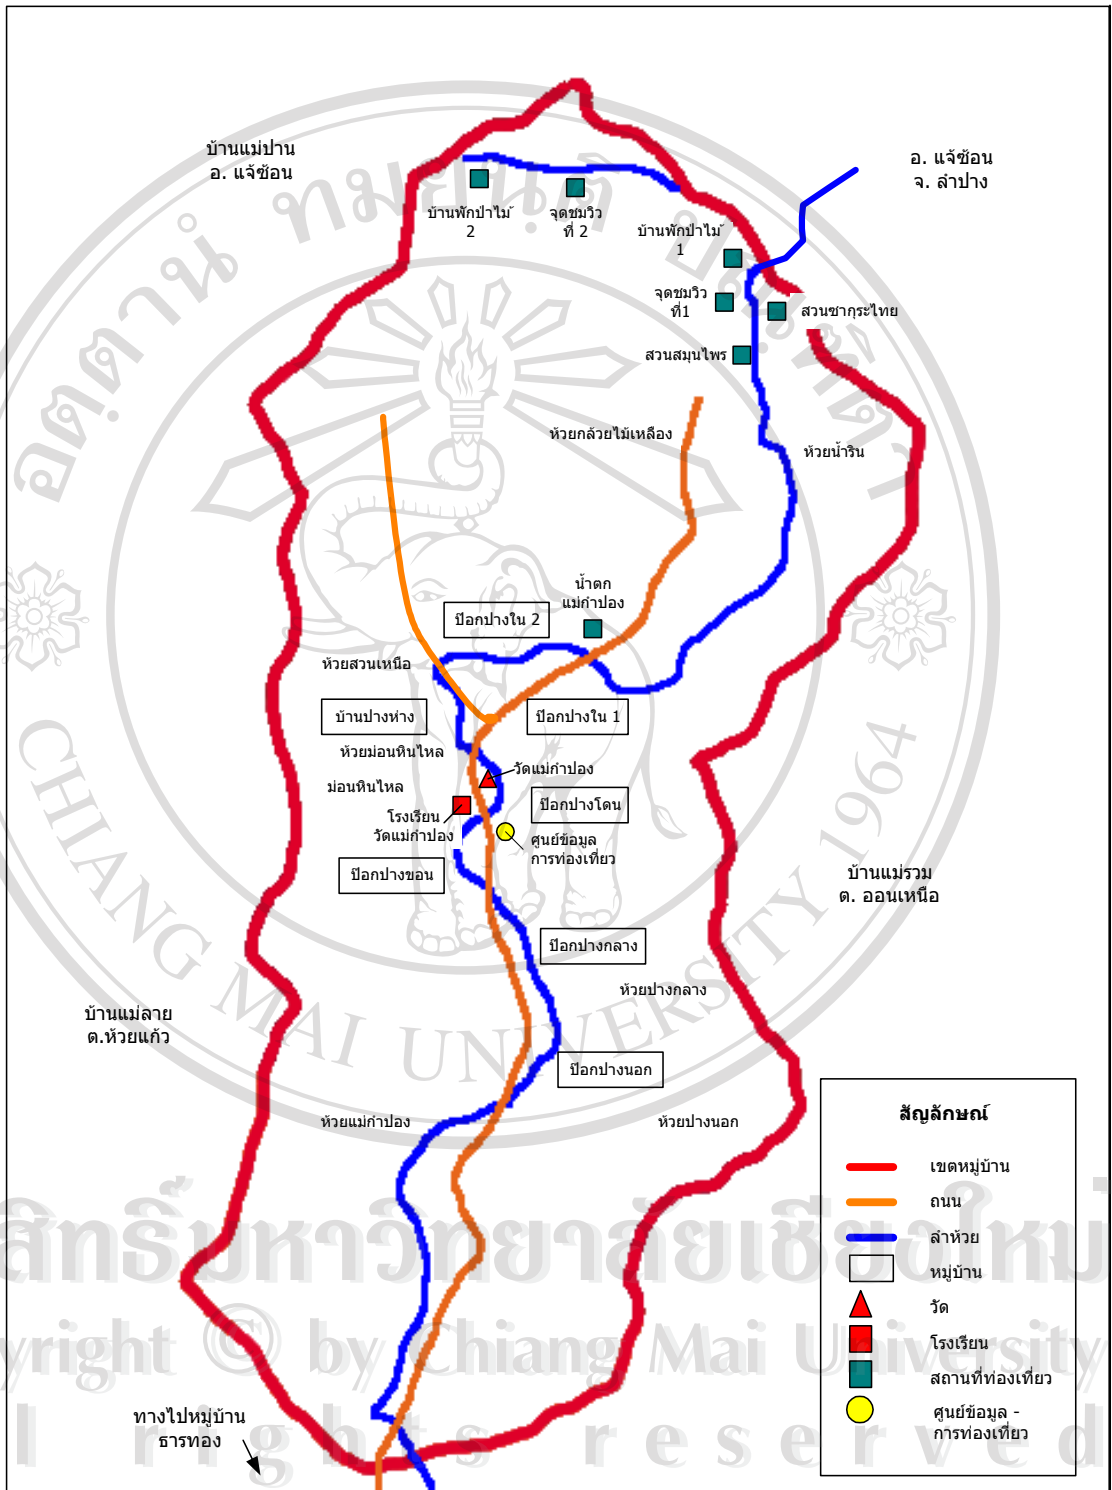 บ้านแม่ปาน
อ. แจ้ซ้อน
อ. แจ้ซ้อน
จ. ลำปาง
บ้านพักป่าไม้
2
จุดชมวิว
ที่ 2
บ้านพักป่าไม้
1
จุดชมวิว
ที่1
สวนซากุระไทย
สวนสมุนไพร
ห้วยกล้วยไม้เหลือง
ห้วยน้ำริน
น้ำตก
แม่กำปอง
ป๊อกปางใน 2
ห้วยสวนเหนือ
บ้านปางห่าง
ป๊อกปางใน 1
ห้วยม่อนหินไหล
วัดแม่กำปอง
ม่อนหินไหล
ป๊อกปางโตน
โรงเรียน
วัดแม่กำปอง
ศูนย์ข้อมูล
การท่องเที่ยว
ป๊อกปางขอน
บ้านแม่รวม
ต. ออนเหนือ
ป๊อกปางกลาง
ห้วยปางกลาง
บ้านแม่ลาย
ต.ห้วยแก้ว
ป๊อกปางนอก
ห้วยแม่กำปอง
ห้วยปางนอก
สัญลักษณ์
เขตหมู่บ้าน
ถนน
ลำห้วย
หมู่บ้าน
วัด
โรงเรียน
สถานที่ท่องเที่ยว
ศูนย์ข้อมูล -
การท่องเที่ยว
ทางไปหมู่บ้าน
ธารทอง
CHIANG MAI UNIVERSITY 1964
สิทธิ์มหาวิทยาลัยเชียงใหม่
yright © by Chiang Mai University
l rights reserved